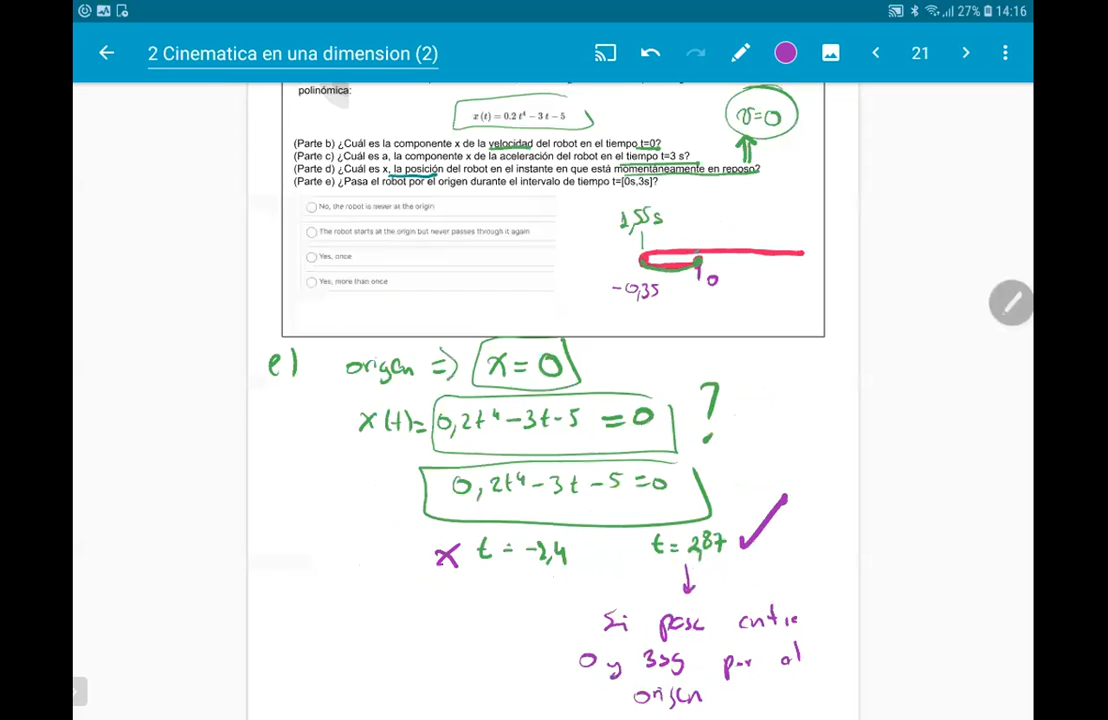 27% 14:16
2 Cinematica en una dimension (2)
21
polinómica:
x (t) = 0.2 t⁴ − 3 t − 5
v=0
(Parte b) ¿Cuál es la componente x de la velocidad del robot en el tiempo t=0?
(Parte c) ¿Cuál es a, la componente x de la aceleración del robot en el tiempo t=3 s?
(Parte d) ¿Cuál es x, la posición del robot en el instante en que está momentáneamente en reposo?
(Parte e) ¿Pasa el robot por el origen durante el intervalo de tiempo t=[0s,3s]?
No, the robot is never at the origin
The robot starts at the origin but never passes through it again
Yes, once
Yes, more than once
1,55s
0
-0,35
e) origen => x = 0
x(t)= 0,2t⁴-3t-5 = 0 ?
0,2t⁴-3t-5=0
x t = -1,4 t = 3,87
Si pasa entre
0 y por el
origen